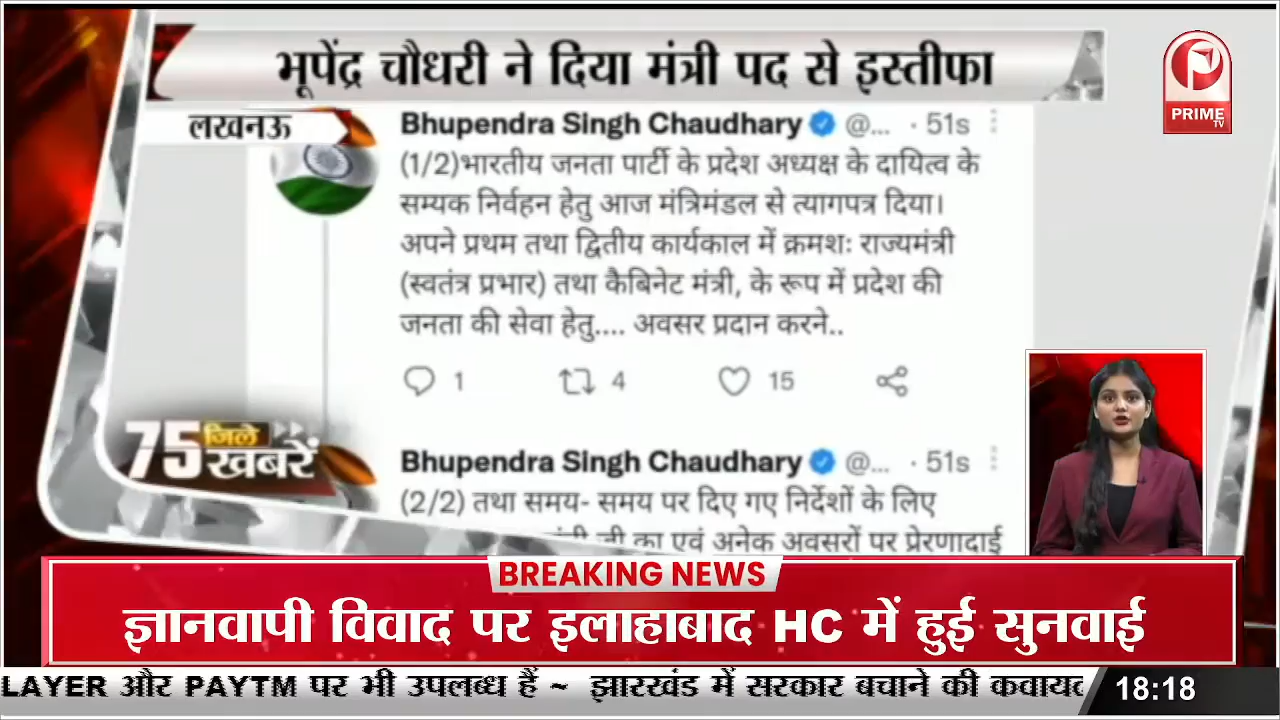 भूपेंद्र चौधरी ने दिया मंत्री पद से इस्तीफा
PRIME
TV
लखनऊ
Bhupendra Singh Chaudhary @... · 51s
(1/2)भारतीय जनता पार्टी के प्रदेश अध्यक्ष के दायित्व के
सम्यक निर्वहन हेतु आज मंत्रिमंडल से त्यागपत्र दिया।
अपने प्रथम तथा द्वितीय कार्यकाल में क्रमशः राज्यमंत्री
(स्वतंत्र प्रभार) तथा कैबिनेट मंत्री, के रूप में प्रदेश की
जनता की सेवा हेतु.... अवसर प्रदान करने..
1 4 15
75 जिले खबरें
Bhupendra Singh Chaudhary @... · 51s
(2/2) तथा समय- समय पर दिए गए निर्देशों के लिए
जी का एवं अनेक अवसरों पर प्रेरणादाई
BREAKING NEWS
ज्ञानवापी विवाद पर इलाहाबाद HC में हुई सुनवाई
LAYER और PAYTM पर भी उपलब्ध हैं ~ झारखंड में सरकार बचाने की कवायत
18:18